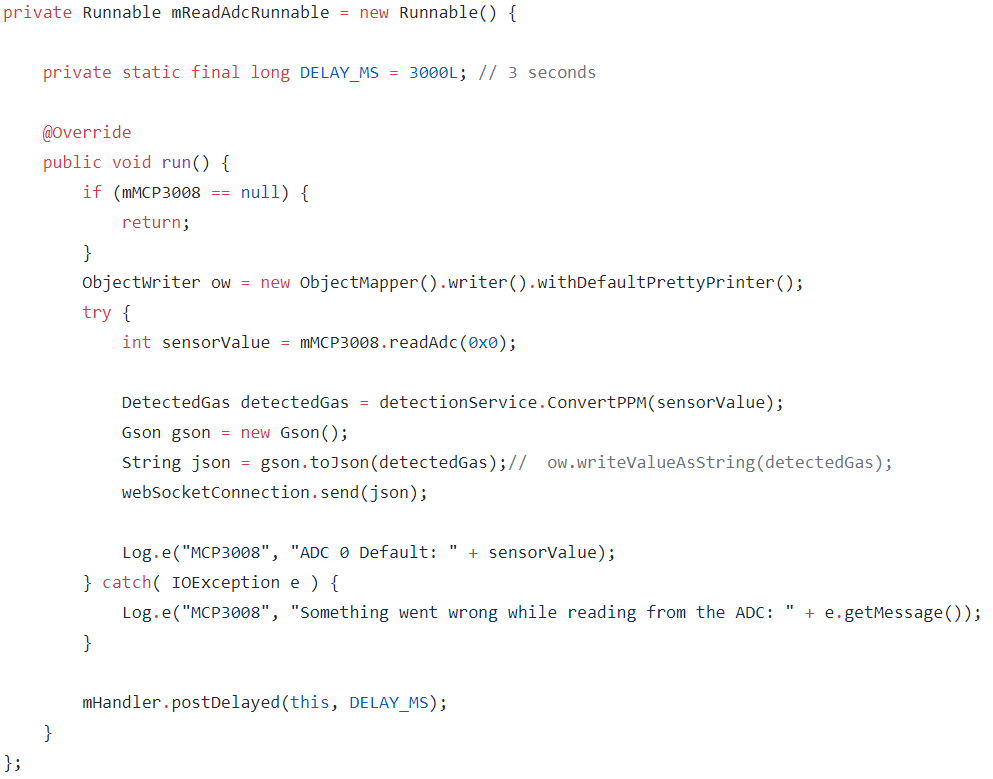 private Runnable mReadAdcRunnable = new Runnable() {
    private static final long DELAY_MS = 3000L; // 3 seconds
    @Override
    public void run() {
        if (mMCP3008 == null) {
            return;
        }
        ObjectWriter ow = new ObjectMapper().writer().withDefaultPrettyPrinter();
        try {
            int sensorValue = mMCP3008.readAdc(0x0);
            DetectedGas detectedGas = detectionService.ConvertPPM(sensorValue);
            Gson gson = new Gson();
            String json = gson.toJson(detectedGas);//  ow.writeValueAsString(detectedGas);
            webSocketConnection.send(json);
            Log.e("MCP3008", "ADC 0 Default: " + sensorValue);
        } catch( IOException e ) {
            Log.e("MCP3008", "Something went wrong while reading from the ADC: " + e.getMessage());
        }
        mHandler.postDelayed(this, DELAY_MS);
    }
};